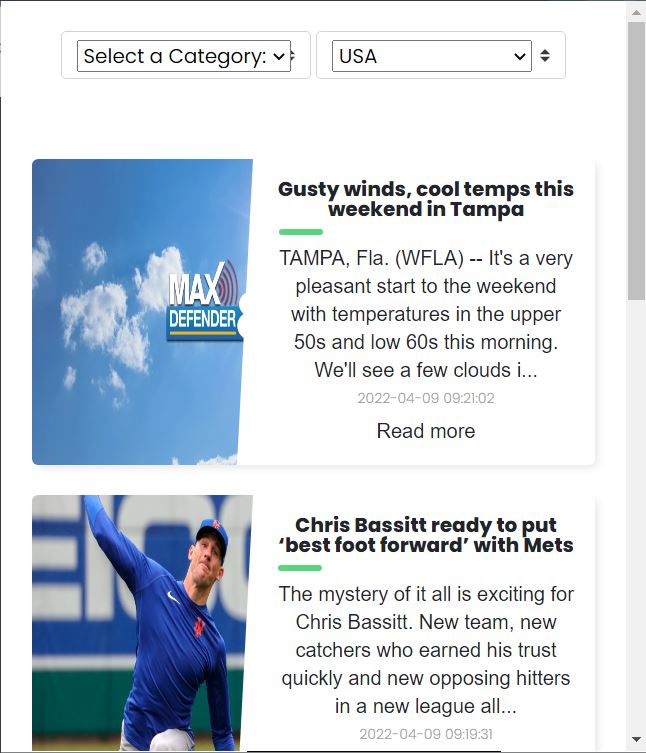 Select a Category:
USA
Gusty winds, cool temps this
weekend in Tampa
TAMPA, Fla. (WFLA) -- It's a very
pleasant start to the weekend
with temperatures in the upper
50s and low 60s this morning.
We'll see a few clouds i...
2022-04-09 09:21:02
Read more
MAX
DEFENDER
Chris Bassitt ready to put
‘best foot forward’ with Mets
The mystery of it all is exciting for
Chris Bassitt. New team, new
catchers who earned his trust
quickly and new opposing hitters
in a new league all...
2022-04-09 09:19:31